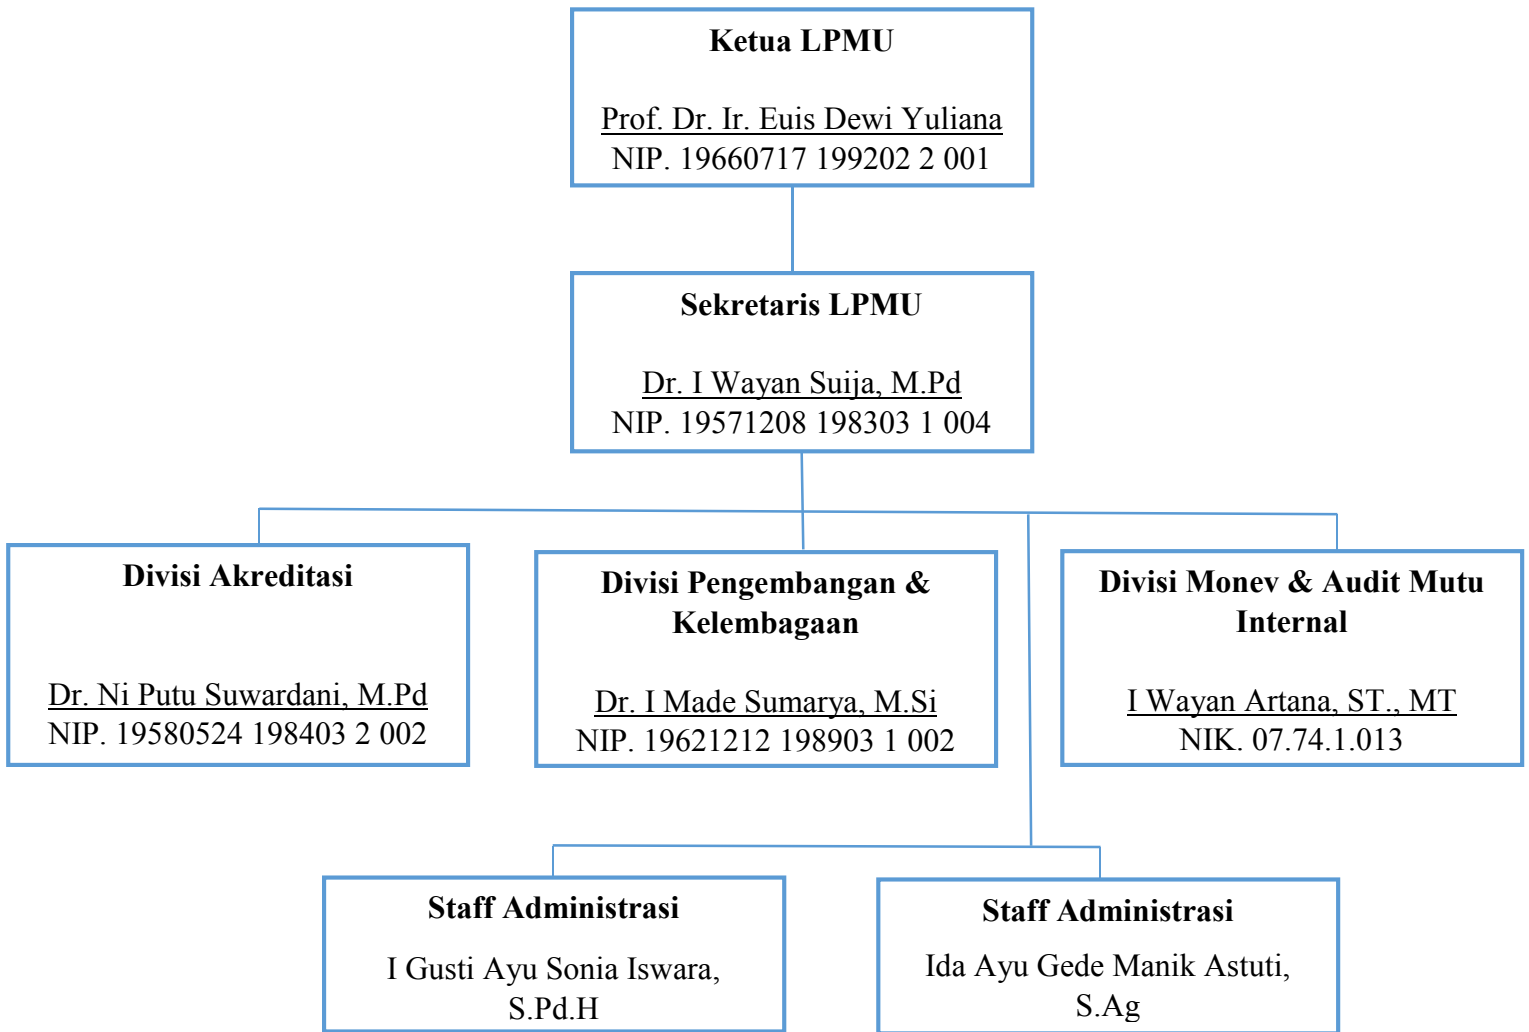 Ketua LPMU
Prof. Dr. Ir. Euis Dewi Yuliana
NIP. 19660717 199202 2 001
Sekretaris LPMU
Dr. I Wayan Suija, M.Pd
NIP. 19571208 198303 1 004
Divisi Akreditasi
Dr. Ni Putu Suwardani, M.Pd
NIP. 19580524 198403 2 002
Divisi Pengembangan &
Kelembagaan
Dr. I Made Sumarya, M.Si
NIP. 19621212 198903 1 002
Divisi Monev & Audit Mutu
Internal
I Wayan Artana, ST., MT
NIK. 07.74.1.013
Staff Administrasi
I Gusti Ayu Sonia Iswara,
S.Pd.H
Staff Administrasi
Ida Ayu Gede Manik Astuti,
S.Ag